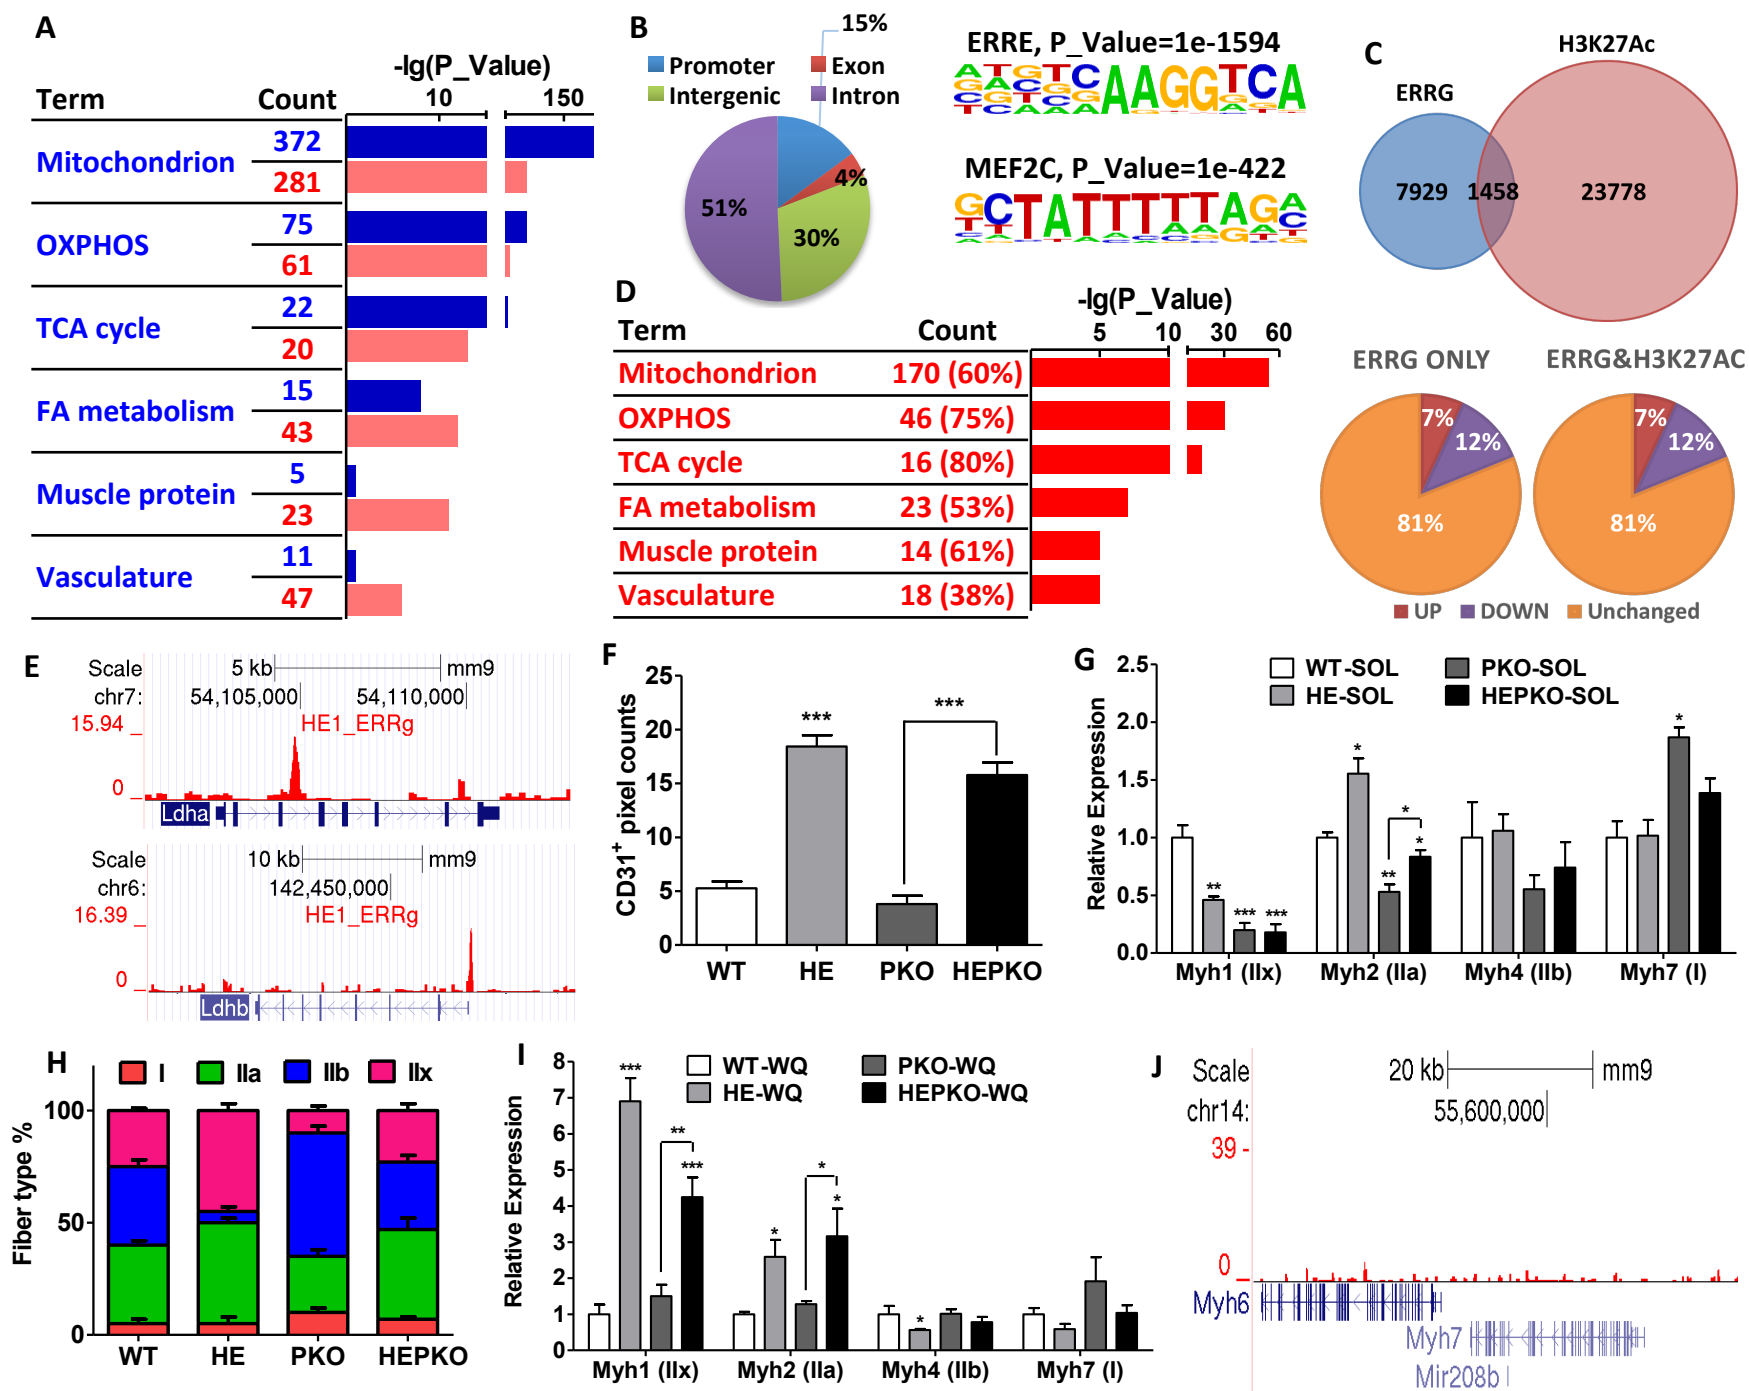 A
-lg(P_Value)
Term Count 10 150
Mitochondrion 372
281
OXPHOS 75
61
TCA cycle 22
20
FA metabolism 15
43
Muscle protein 5
23
Vasculature 11
47
B
15%
Promoter Exon
Intergenic Intron
4%
51%
30%
ERRE, P_Value=1e-1594
AAGGTCA
MEF2C, P_Value=1e-422
GCTATTTTTAGA
C
H3K27Ac
ERRG
7929 1458 23778
ERRG ONLY ERRG&H3K27AC
7% 7%
12% 12%
81% 81%
UP DOWN Unchanged
D
-lg(P_Value)
Term Count 5 10 30 60
Mitochondrion 170 (60%)
OXPHOS 46 (75%)
TCA cycle 16 (80%)
FA metabolism 23 (53%)
Muscle protein 14 (61%)
Vasculature 18 (38%)
E
Scale 5 kb mm9
chr7: 54,105,000 54,110,000
15.94 _ HE1_ERRg
0 _
Ldha
Scale 10 kb mm9
chr6: 142,450,000
16.39 _ HE1_ERRg
0 _
Ldhb
F
CD31+ pixel counts
25
20
15
10
5
0
*** ***
WT HE PKO HEPKO
G
Relative Expression
2.5
2.0
1.5
1.0
0.5
0.0
WT-SOL PKO-SOL
HE-SOL HEPKO-SOL
** *** ***
* ** * *
*
Myh1 (IIx) Myh2 (IIa) Myh4 (IIb) Myh7 (I)
H
I IIa IIb IIx
Fiber type %
100
50
0
WT HE PKO HEPKO
I
Relative Expression
8
7
6
5
4
3
2
1
0
WT-WQ PKO-WQ
HE-WQ HEPKO-WQ
*** ** ***
* * *
*
Myh1 (IIx) Myh2 (IIa) Myh4 (IIb) Myh7 (I)
J
Scale 20 kb mm9
chr14: 55,600,000
39 -
0 _
Myh6
Myh7
Mir208b